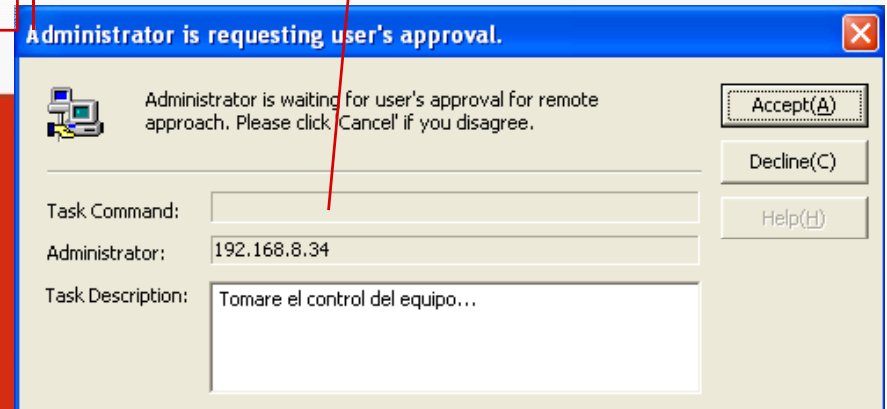 Administrator is requesting user's approval.
Administrator is waiting for user's approval for remote
approach. Please click 'Cancel' if you disagree.
Accept(A)
Decline(C)
Help(H)
Task Command:
Administrator: 192.168.8.34
Task Description: Tomare el control del equipo...